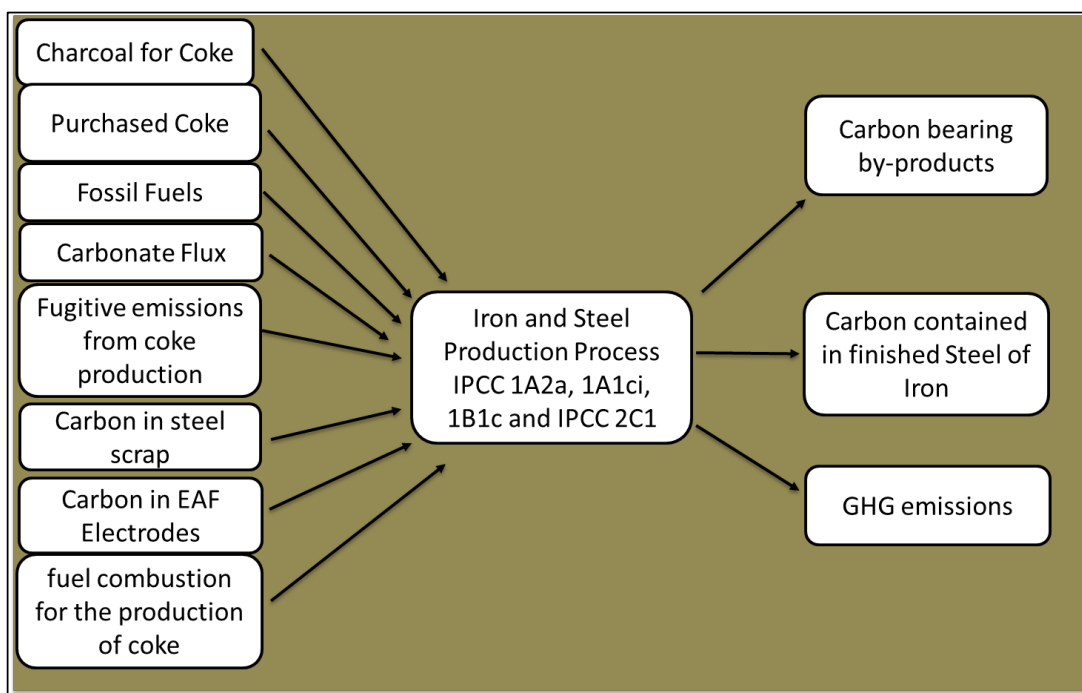 Charcoal for Coke
Purchased Coke
Fossil Fuels
Carbonate Flux
Fugitive emissions
from coke
production
Carbon in steel
scrap
Carbon in EAF
Electrodes
fuel combustion
for the production
of coke
Iron and Steel
Production Process
IPCC 1A2a, 1A1ci,
1B1c and IPCC 2C1
Carbon bearing
by-products
Carbon contained
in finished Steel of
Iron
GHG emissions